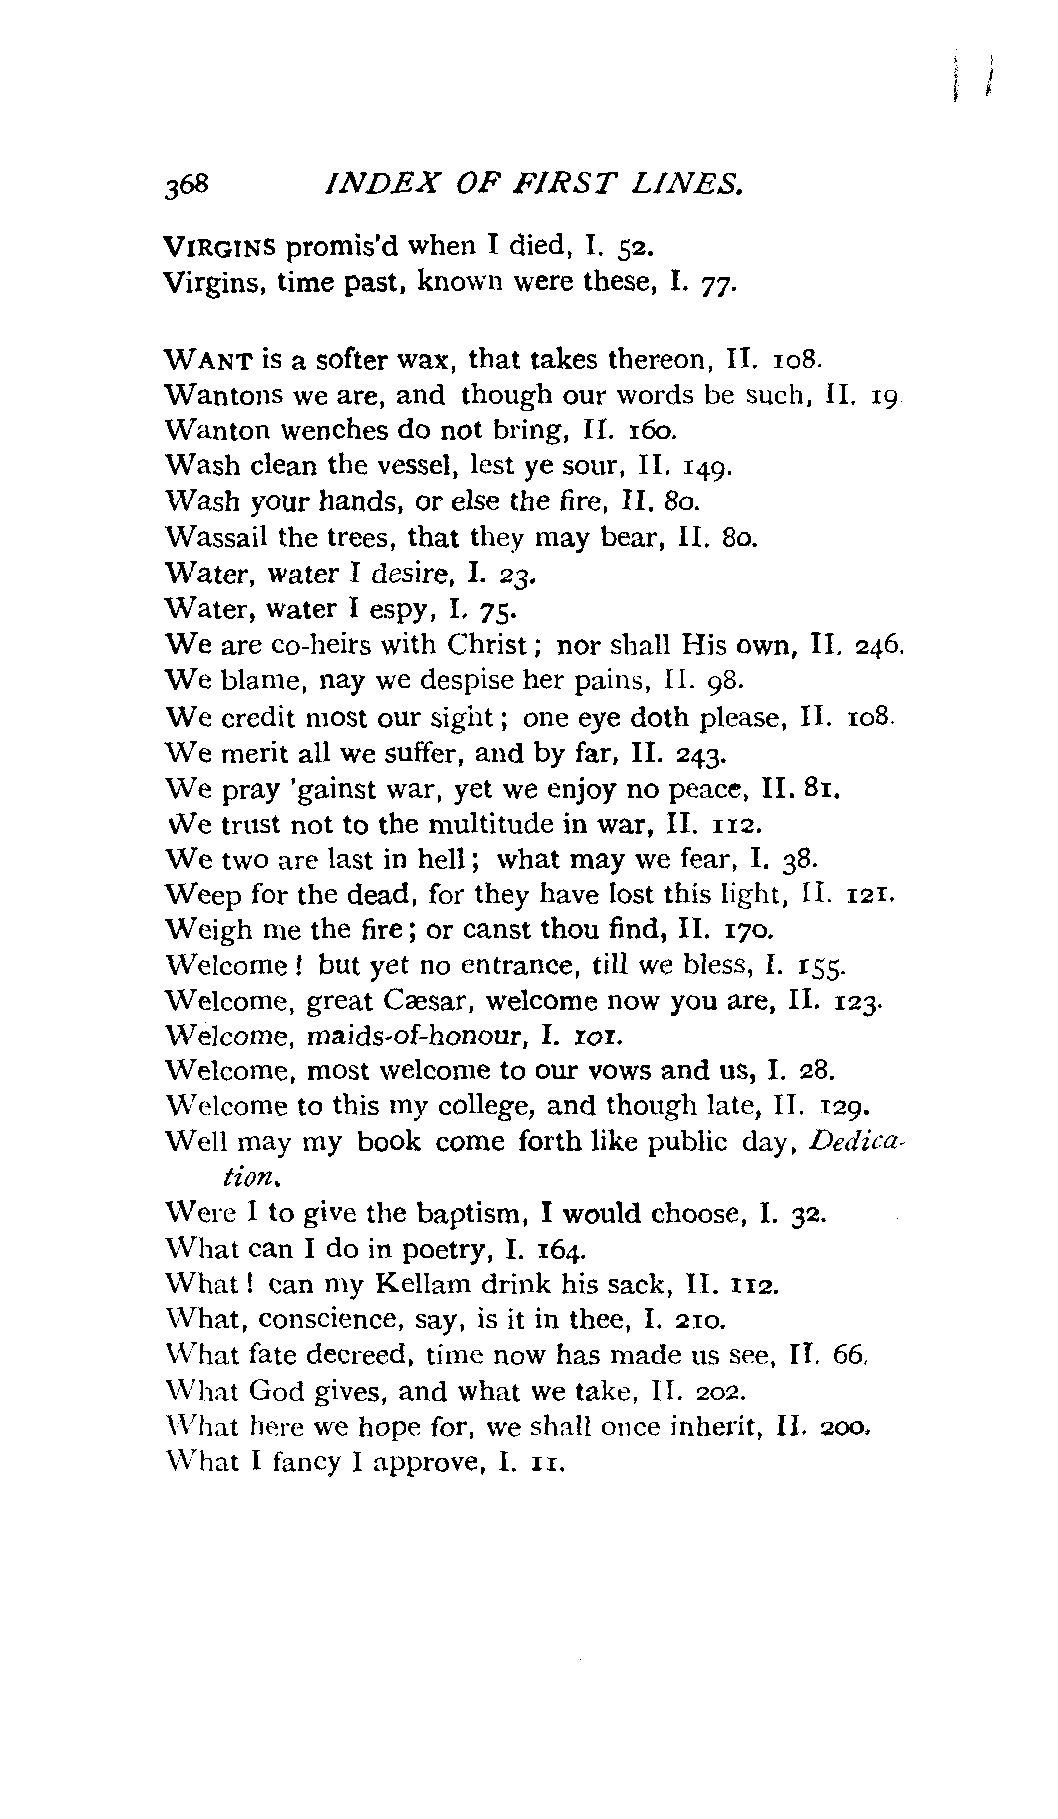 368 INDEX OF FIRST LINES.
VIRGINS promis'd when I died, I. 52.
Virgins, time past, known were these, I. 77.
WANT is a softer wax, that takes thereon, II. 108.
Wantons we are, and though our words be such, II. 19
Wanton wenches do not bring, II. 160.
Wash clean the vessel, lest ye sour, II. 149.
Wash your hands, or else the fire, II. 80.
Wassail the trees, that they may bear, II. 80.
Water, water I desire, I. 23.
Water, water I espy, I. 75.
We are co-heirs with Christ; nor shall His own, II. 246.
We blame, nay we despise her pains, II. 98.
We credit most our sight; one eye doth please, II. 108.
We merit all we suffer, and by far, II. 243.
We pray 'gainst war, yet we enjoy no peace, II. 81.
We trust not to the multitude in war, II. 112.
We two are last in hell; what may we fear, I. 38.
Weep for the dead, for they have lost this light, II. 121.
Weigh me the fire; or canst thou find, II. 170.
Welcome! but yet no entrance, till we bless, I. 155.
Welcome, great Cæsar, welcome now you are, II. 123.
Welcome, maids-of-honour, I. 101.
Welcome, most welcome to our vows and us, I. 28.
Welcome to this my college, and though late, II. 129.
Well may my book come forth like public day, Dedica-
tion.
Were I to give the baptism, I would choose, I. 32.
What can I do in poetry, I. 164.
What! can my Kellam drink his sack, II. 112.
What, conscience, say, is it in thee, I. 210.
What fate decreed, time now has made us see, II. 66.
What God gives, and what we take, II. 202.
What here we hope for, we shall once inherit, II. 200.
What I fancy I approve, I. 11.